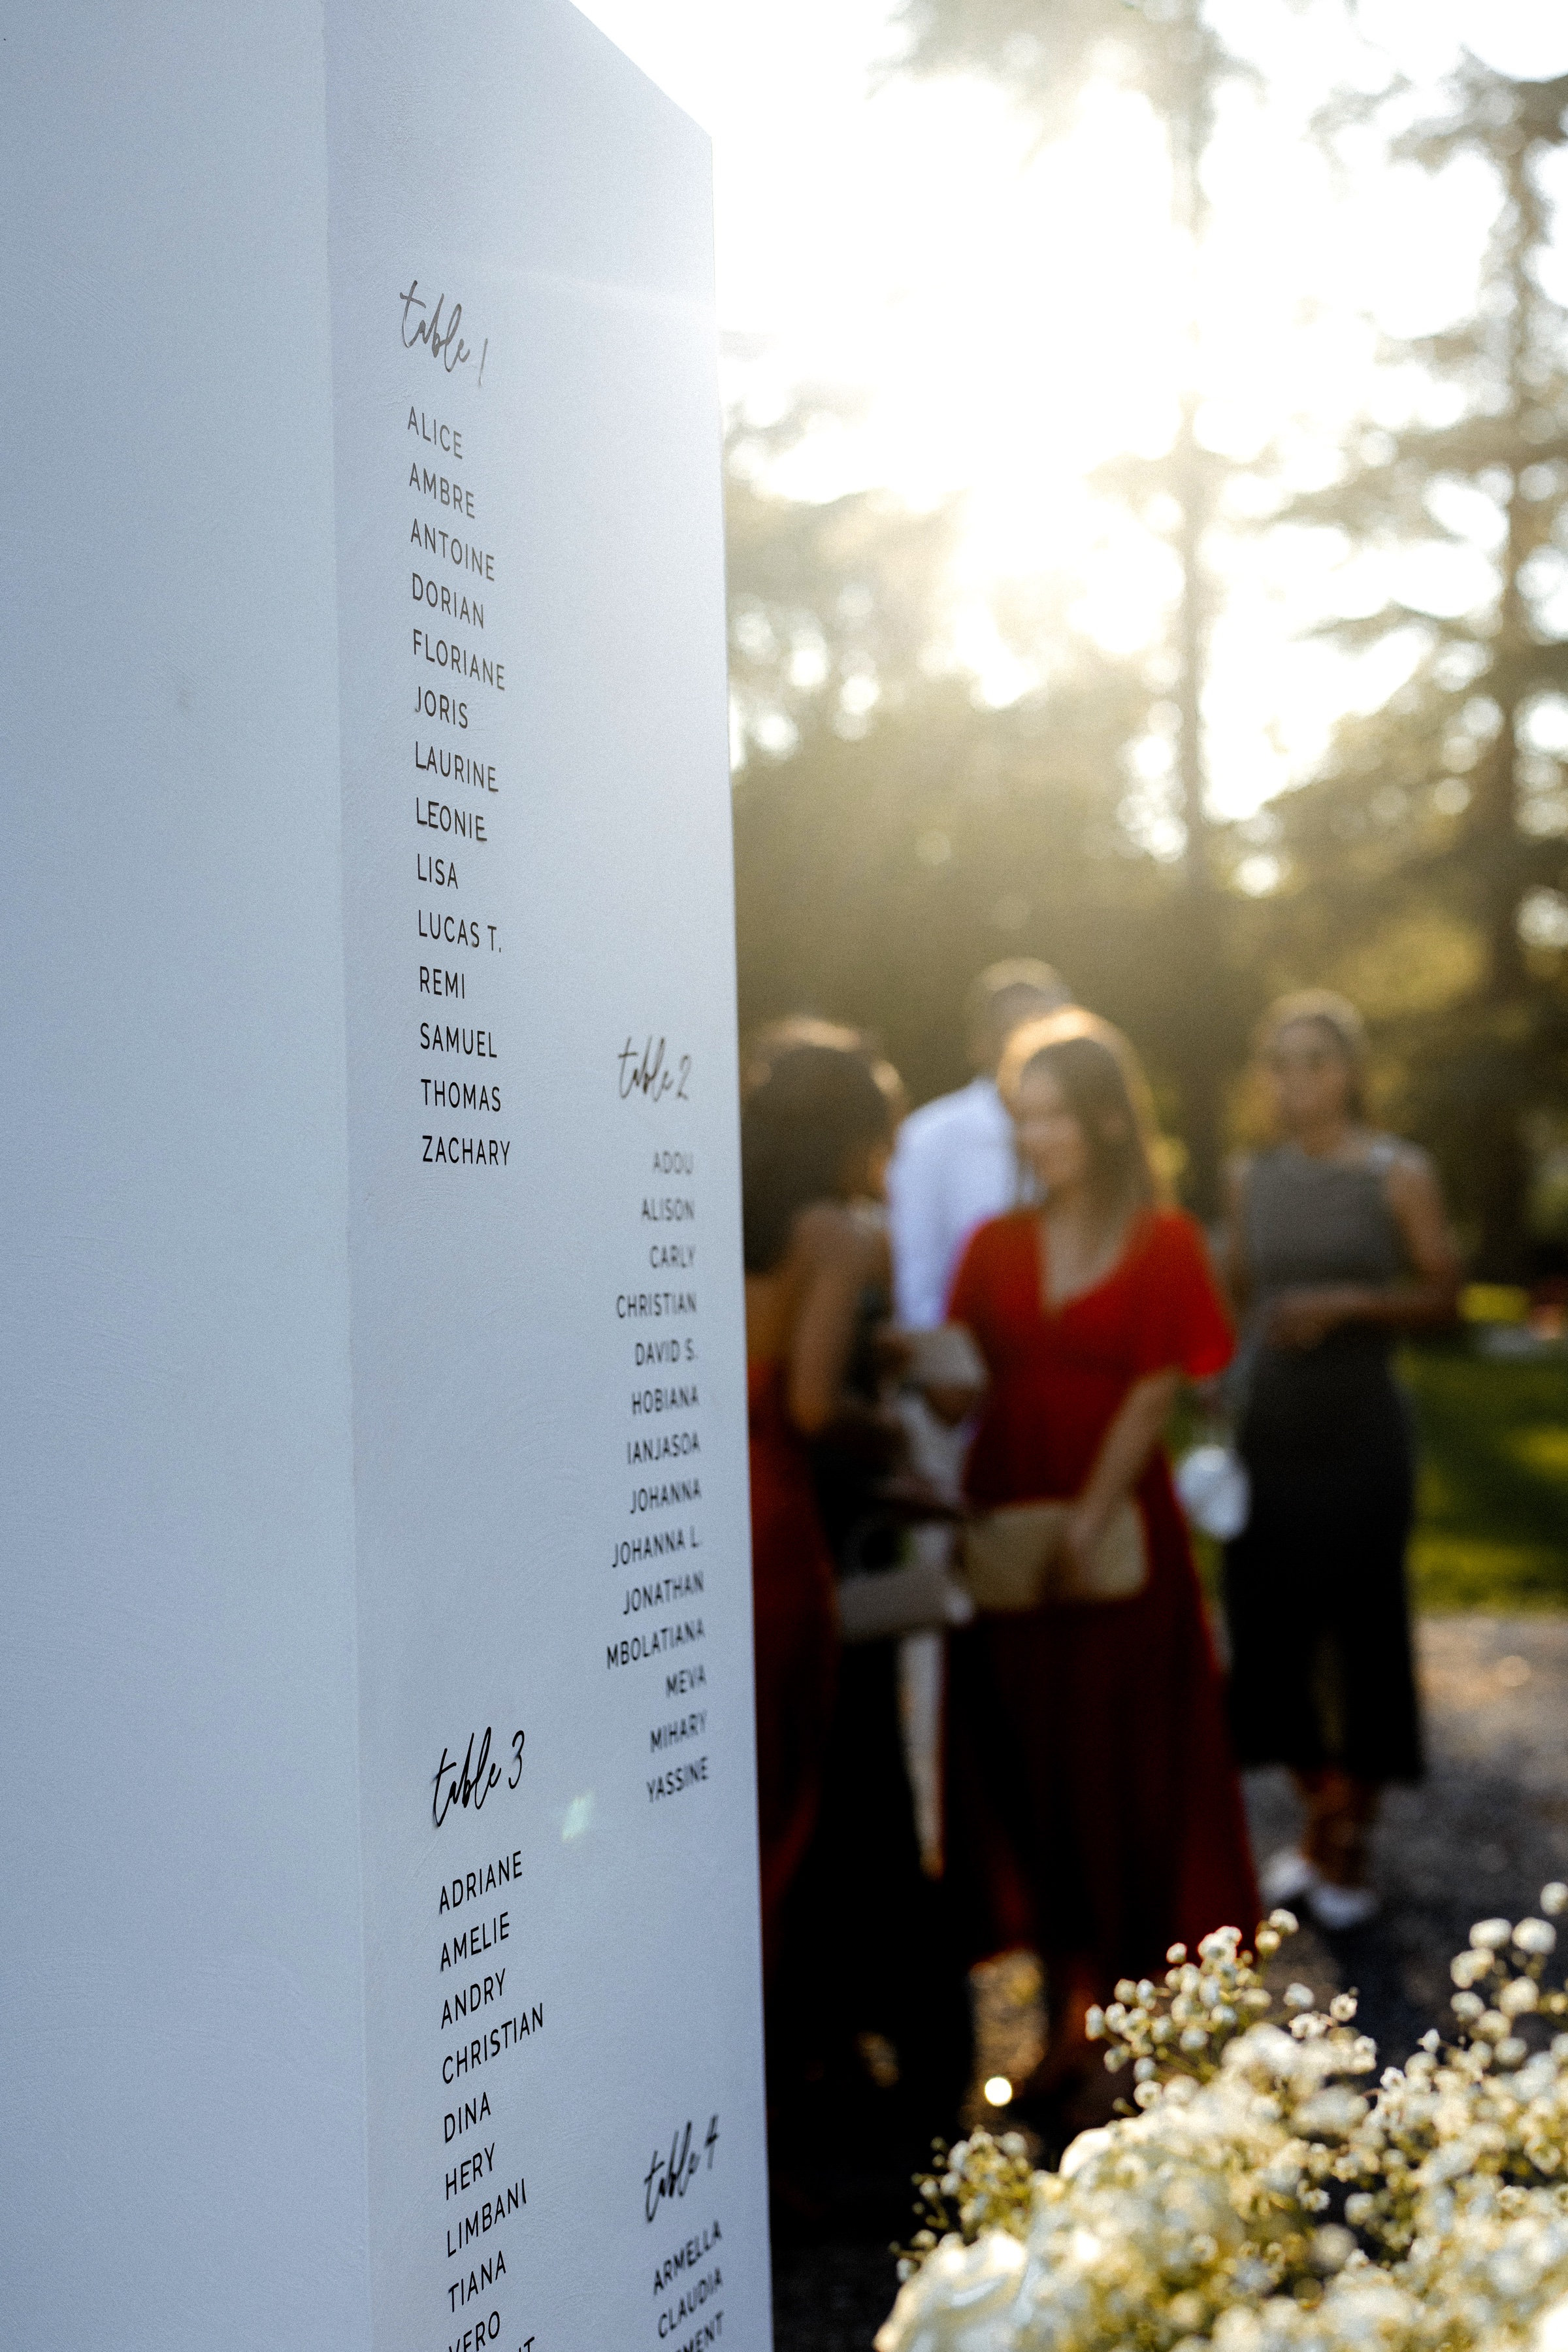 table 1
ALICE
AMBRE
ANTOINE
DORIAN
FLORIANE
JORIS
LAURINE
LEONIE
LISA
LUCAS T.
REMI
SAMUEL
THOMAS
ZACHARY
table 2
ADOU
ALISON
CARLY
CHRISTIAN
DAVID S.
HOBIANA
IANJASOA
JOHANNA
JOHANNA L.
JONATHAN
MBOLATIANA
MEVA
MIHARY
YASSINE
table 3
ADRIANE
AMELIE
ANDRY
CHRISTIAN
DINA
HERY
LIMBANI
TIANA
table 4
ARMELLA
CLAUDIA